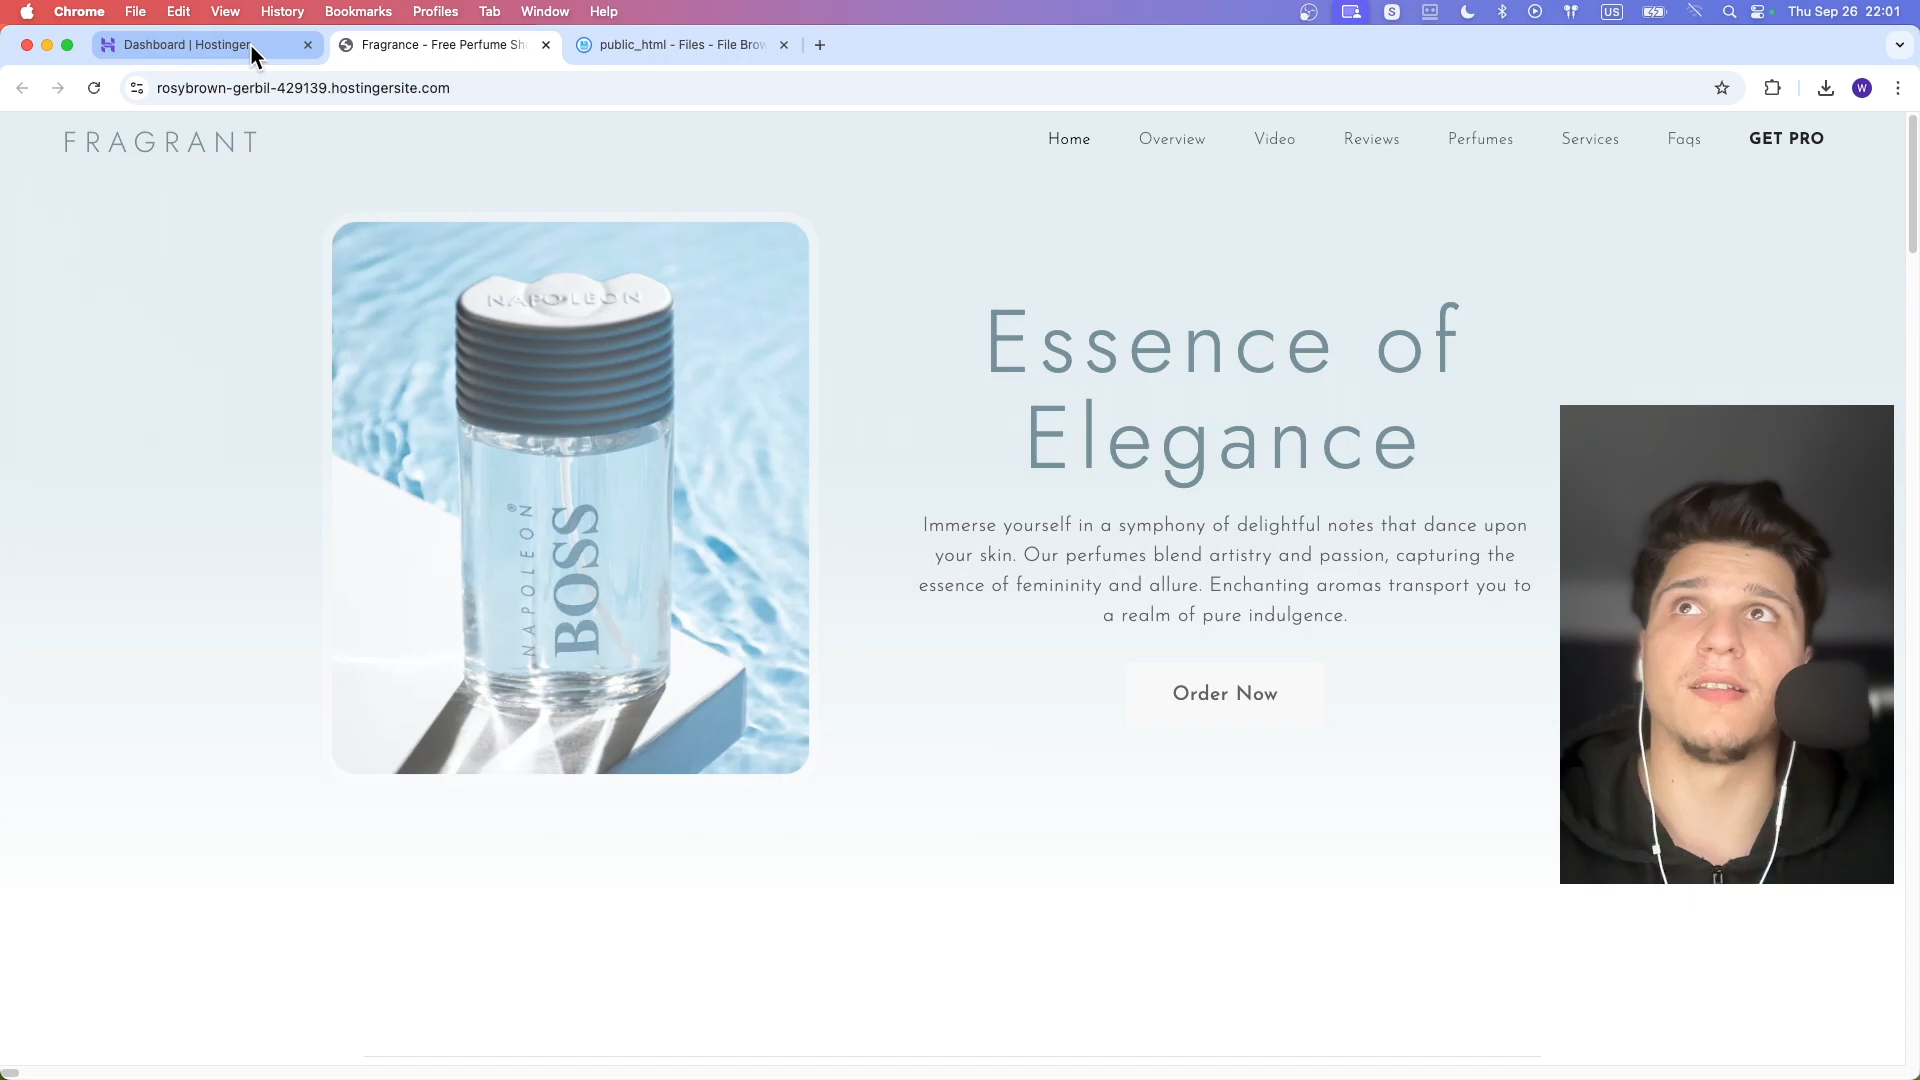 Chrome File Edit View History Bookmarks Profiles Tab Window Help
S US Thu Sep 26 22:01
Dashboard | Hostinger Fragrance - Free Perfume Sh public_html - Files - File Brow
rosybrown-gerbil-429139.hostingersite.com W
FRAGRANT
Home Overview Video Reviews Perfumes Services Faqs GET PRO
NAPOLEON
NAPOLEON®
BOSS
Essence of
Elegance
Immerse yourself in a symphony of delightful notes that dance upon
your skin. Our perfumes blend artistry and passion, capturing the
essence of femininity and allure. Enchanting aromas transport you to
a realm of pure indulgence.
Order Now